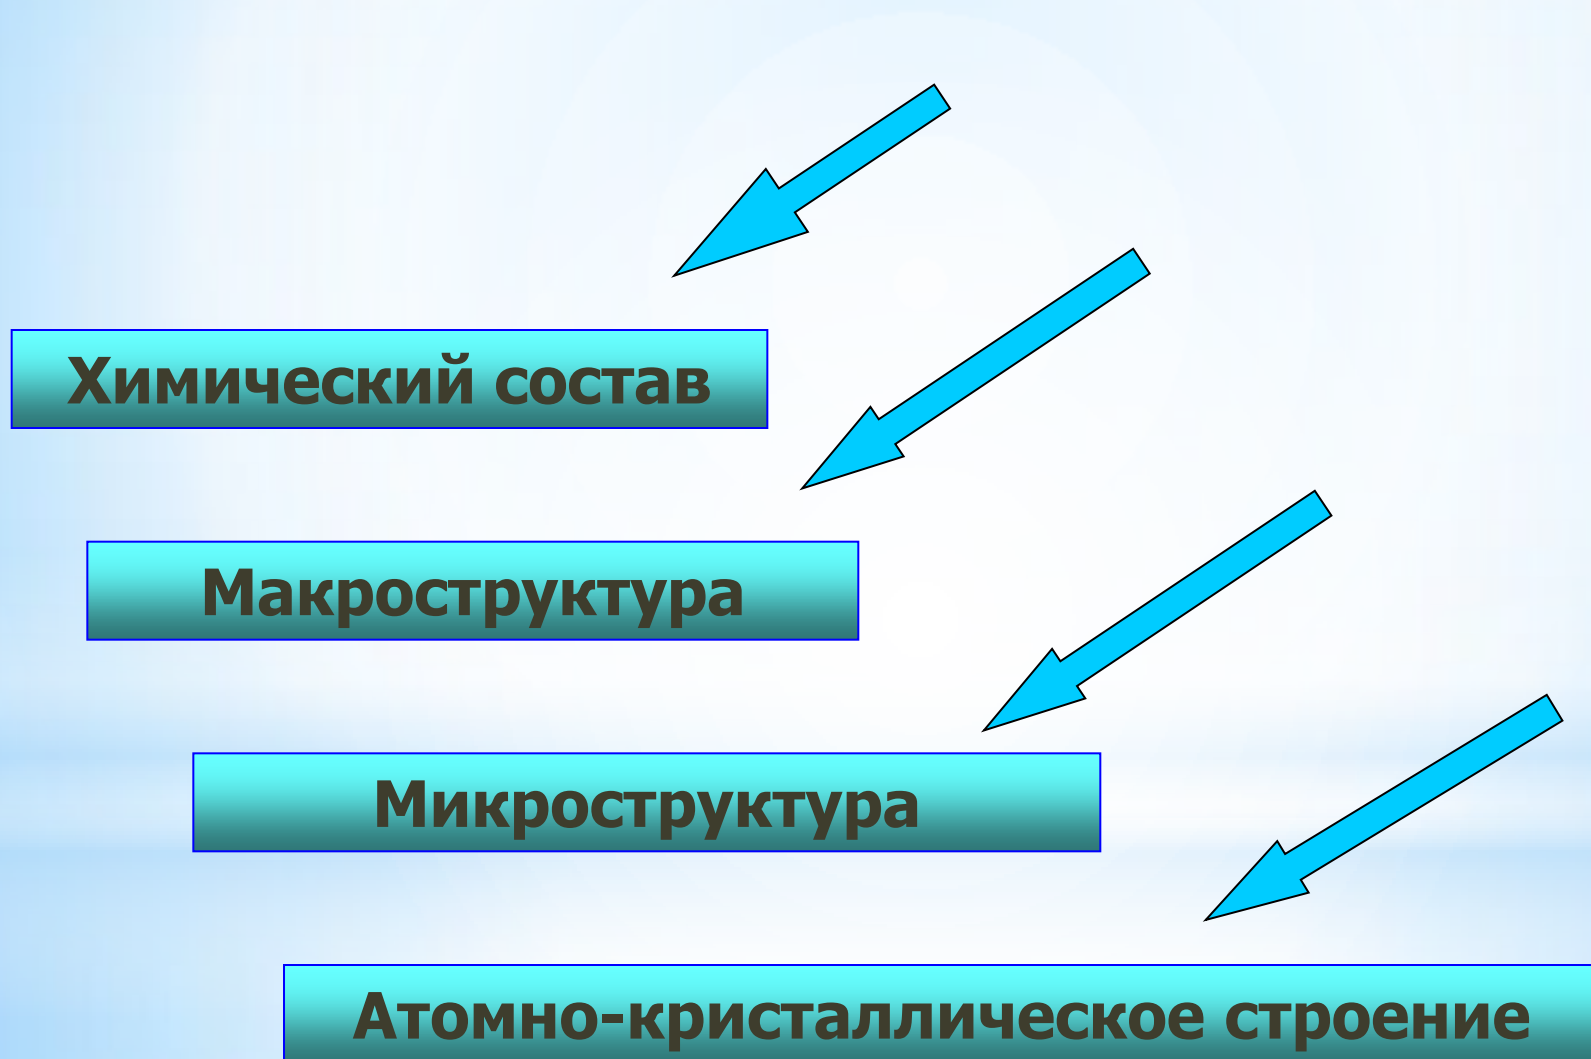 Химический состав
Макроструктура
Микроструктура
Атомно-кристаллическое строение